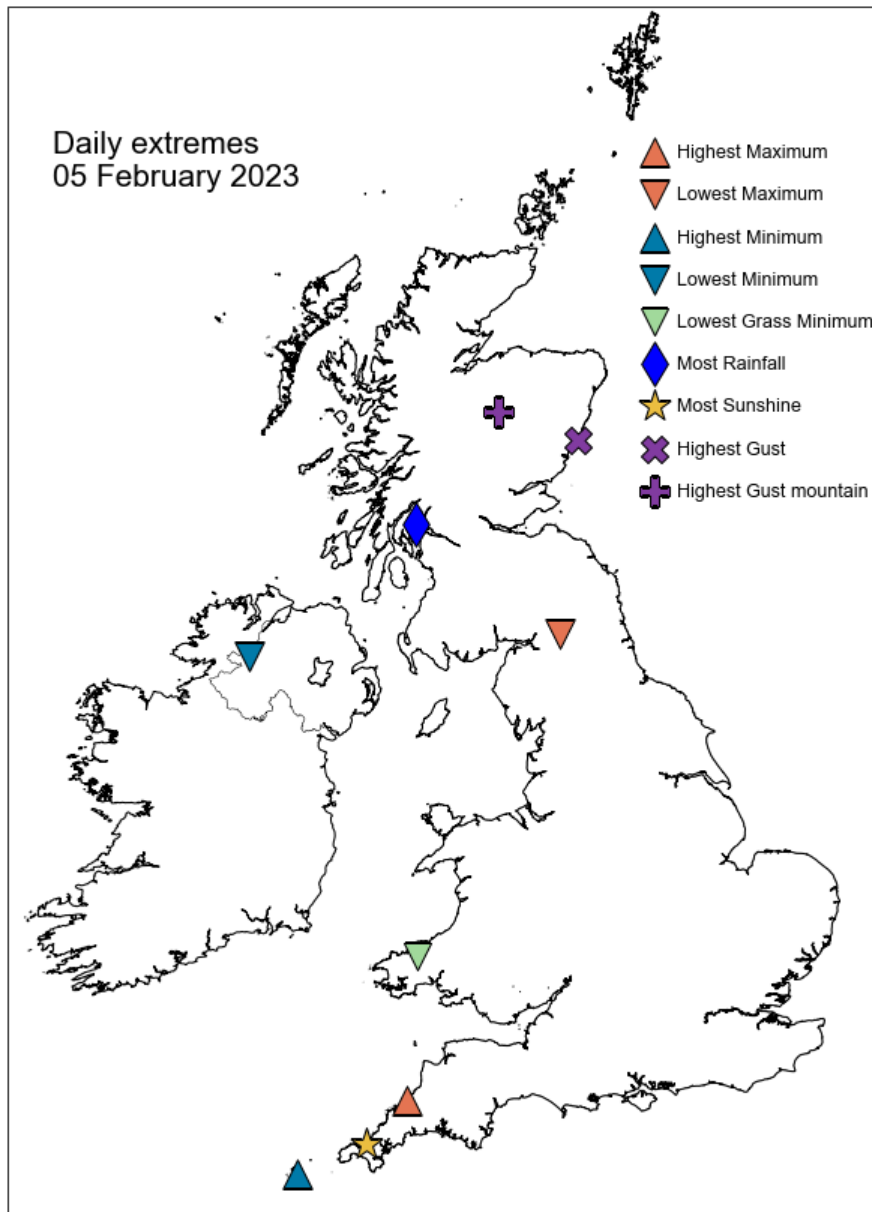 Daily extremes
05 February 2023
Highest Maximum
Lowest Maximum
Highest Minimum
Lowest Minimum
Lowest Grass Minimum
Most Rainfall
Most Sunshine
Highest Gust
Highest Gust mountain